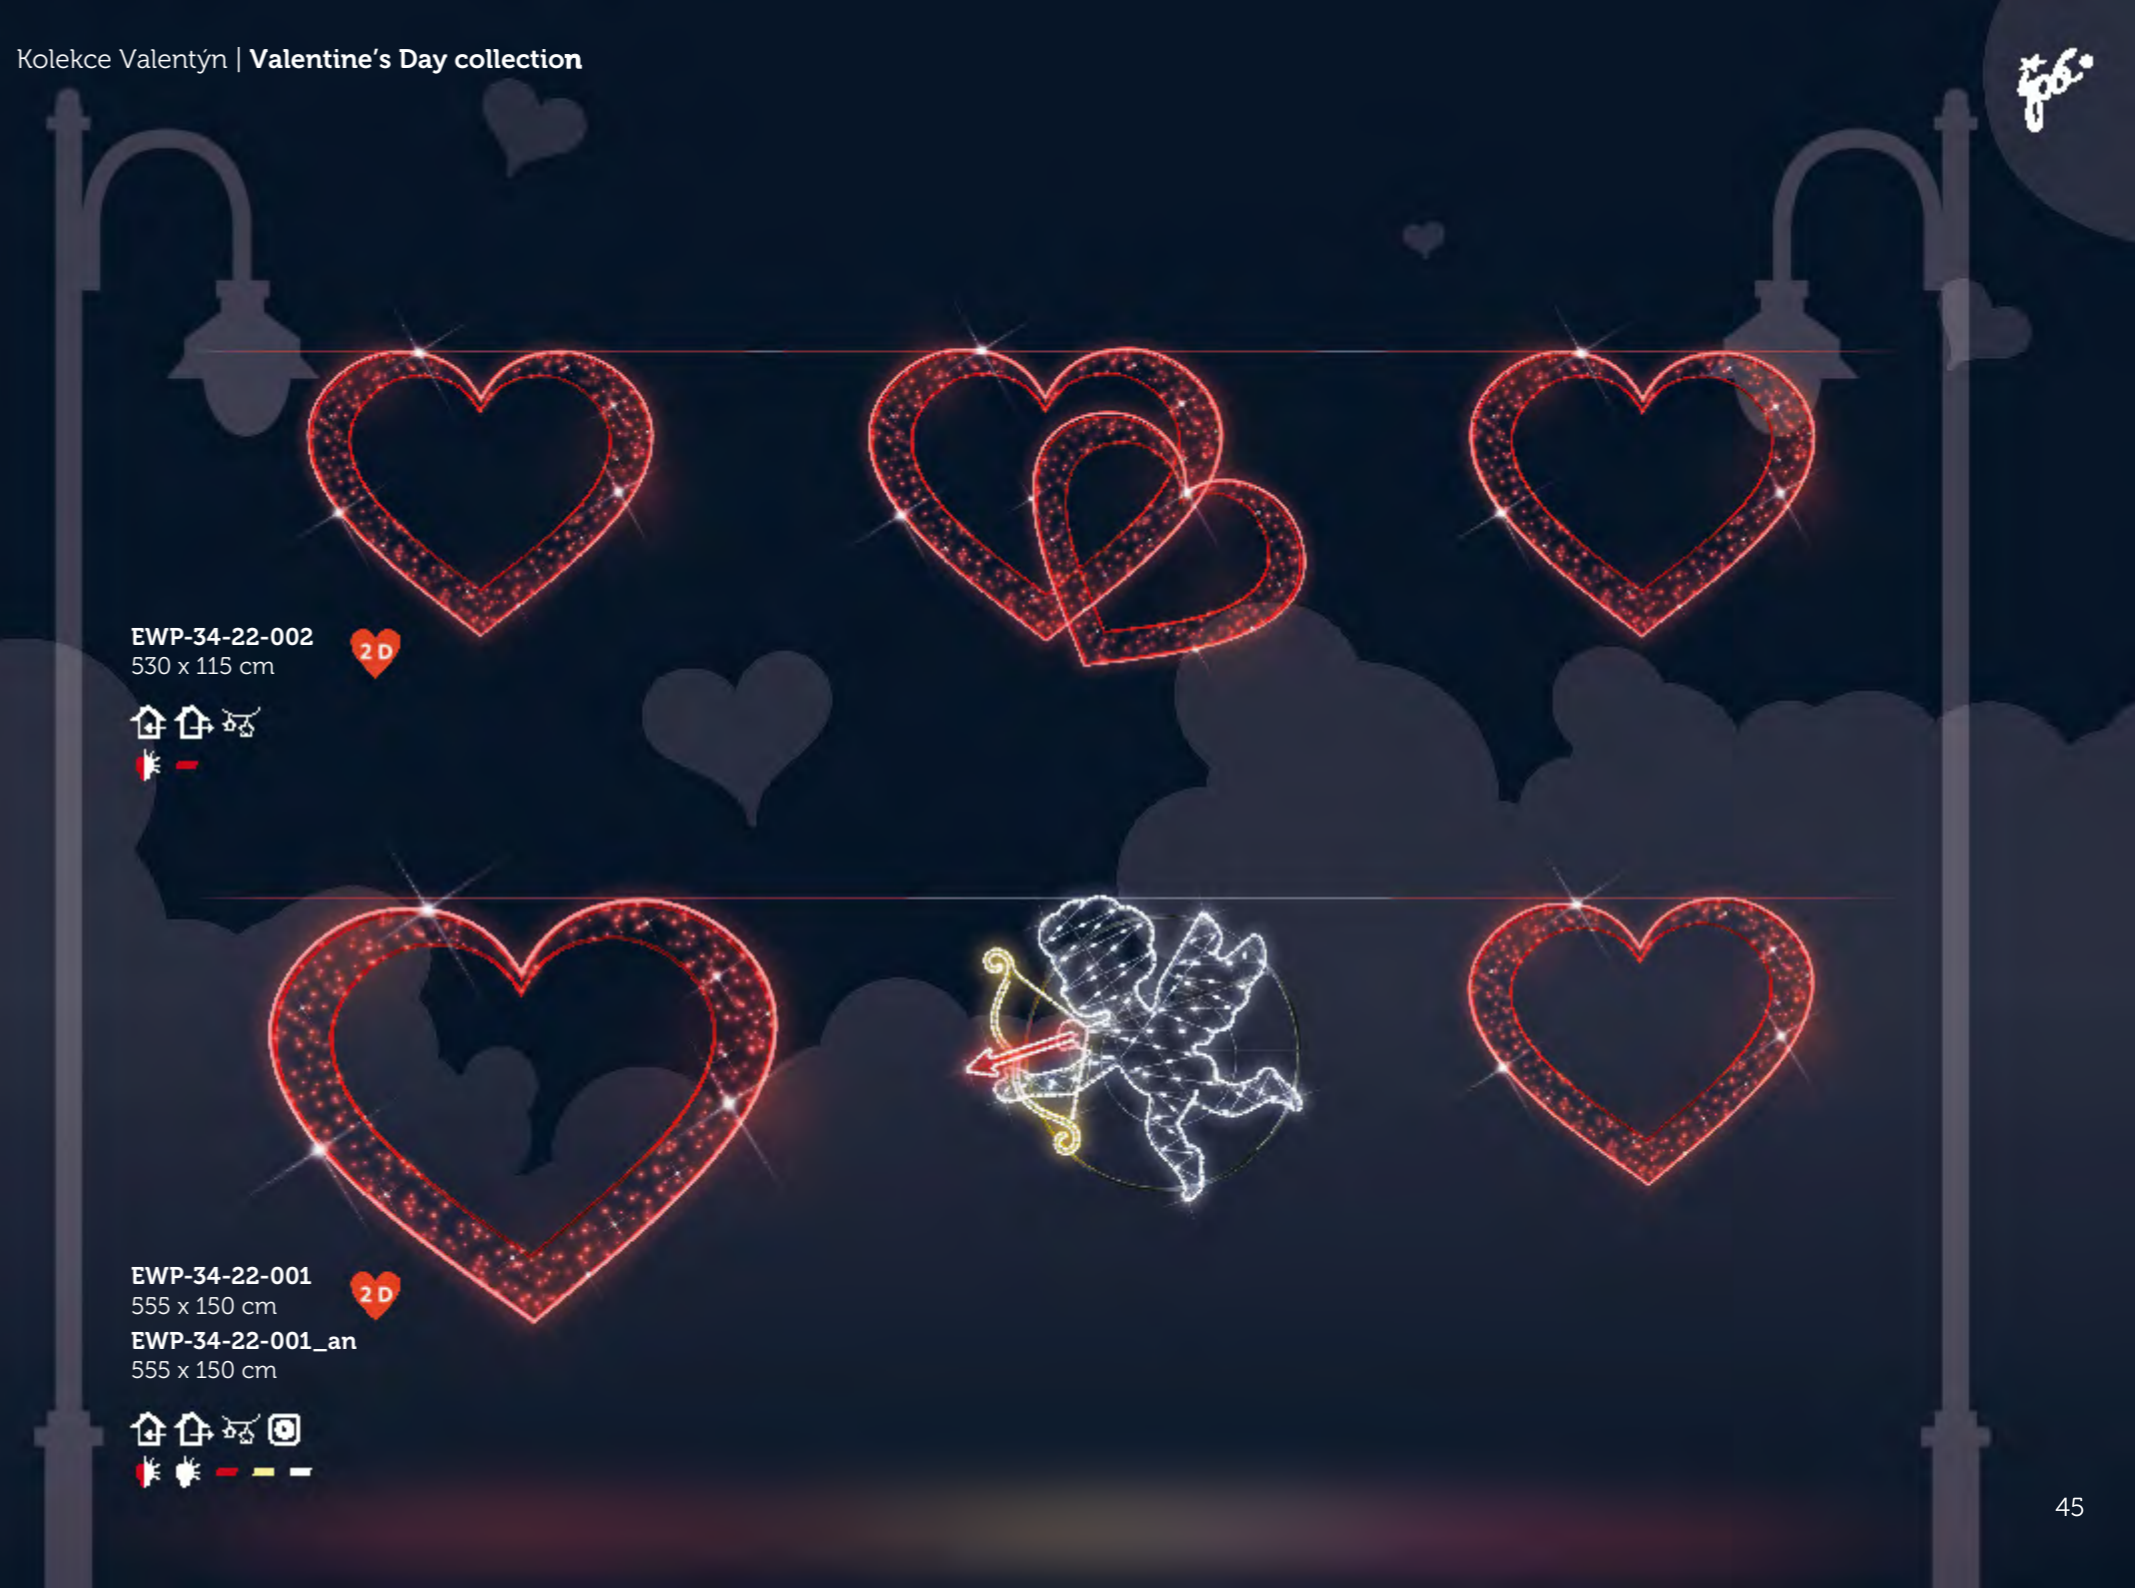 Kolekce Valentýn | Valentine's Day collection
EWP-34-22-002
530 x 115 cm
2D
EWP-34-22-001
555 x 150 cm
2D
EWP-34-22-001_an
555 x 150 cm
45